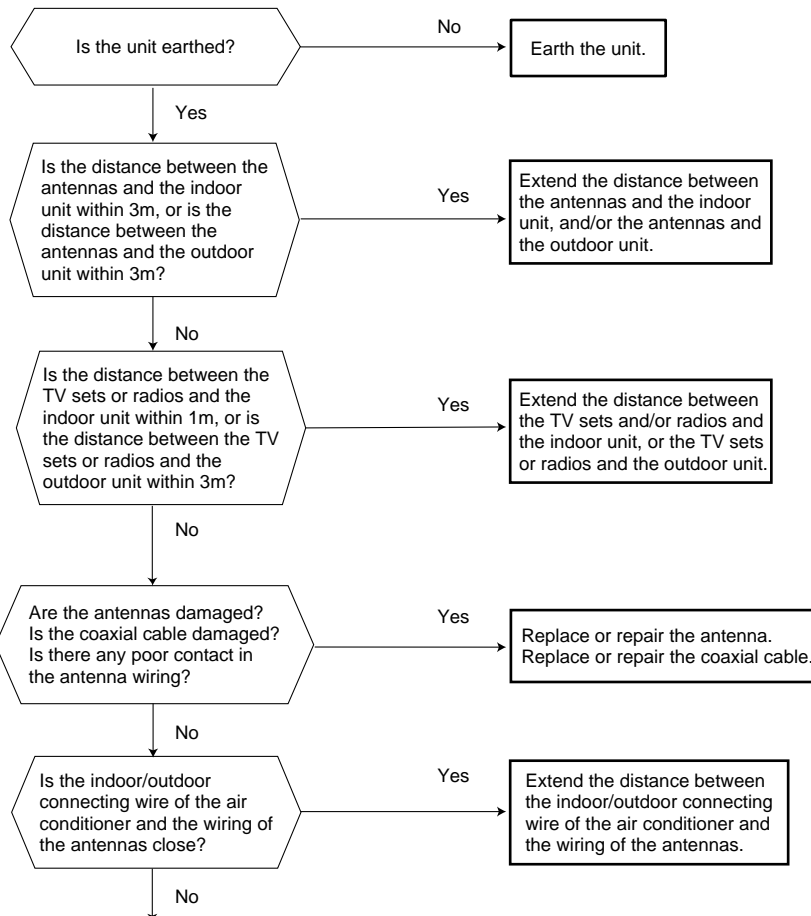 Is the unit earthed?
No
Earth the unit.
Yes
Is the distance between the
antennas and the indoor
unit within 3m, or is the
distance between the
antennas and the outdoor
unit within 3m?
Yes
Extend the distance between
the antennas and the indoor
unit, and/or the antennas and
the outdoor unit.
No
Is the distance between the
TV sets or radios and the
indoor unit within 1m, or is
the distance between the TV
sets or radios and the
outdoor unit within 3m?
Yes
Extend the distance between
the TV sets and/or radios and
the indoor unit, or the TV sets
or radios and the outdoor unit.
No
Are the antennas damaged?
Is the coaxial cable damaged?
Is there any poor contact in
the antenna wiring?
Yes
Replace or repair the antenna.
Replace or repair the coaxial cable.
No
Is the indoor/outdoor
connecting wire of the air
conditioner and the wiring of
the antennas close?
Yes
Extend the distance between
the indoor/outdoor connecting
wire of the air conditioner and
the wiring of the antennas.
No